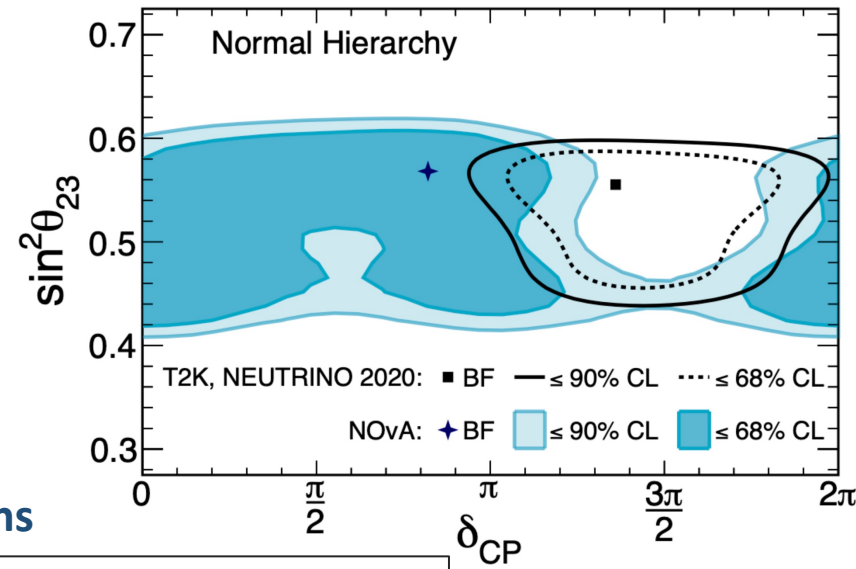 Normal Hierarchy
0.7
0.6
0.5
0.4
0.3
sin²θ₂₃
T2K, NEUTRINO 2020: BF ≤ 90% CL ≤ 68% CL
NOvA: BF ≤ 90% CL ≤ 68% CL
0 π/2 π 3π/2 2π
δCP